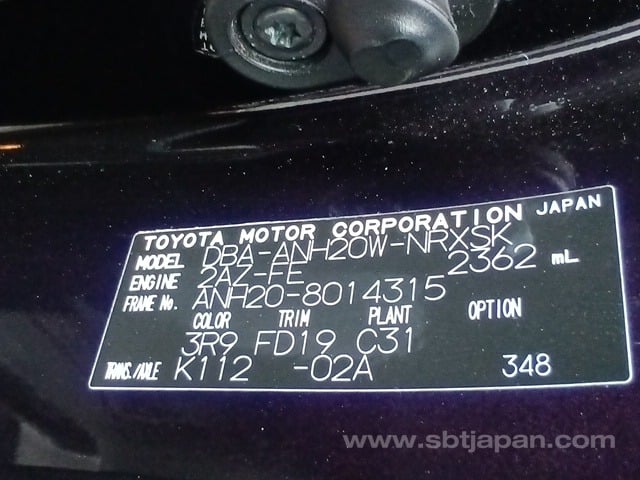 TOYOTA MOTOR CORPORATION JAPAN
MODEL DBA-ANH20W-NRXSK
ENGINE 2AZ-FE 2362 mL
FRAME No. ANH20-8014315
COLOR TRIM PLANT OPTION
3R9 FD19 C31
TRANS./AXLE K112 -02A 348
www.sbtjapan.com